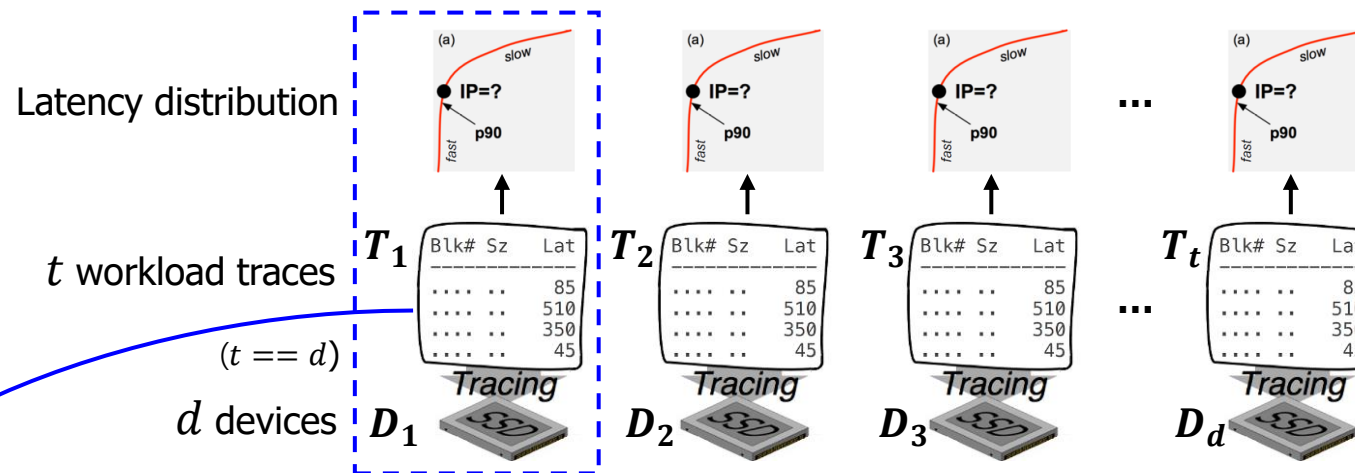 Latency distribution
(a)
slow
IP=?
p90
fast
(a)
slow
IP=?
p90
fast
(a)
slow
IP=?
p90
fast
...
(a)
slow
IP=?
p90
fast
t workload traces
(t == d)
T1
Blk# Sz Lat
.... .. 85
.... .. 510
.... .. 350
.... .. 45
T2
Blk# Sz Lat
.... .. 85
.... .. 510
.... .. 350
.... .. 45
T3
Blk# Sz Lat
.... .. 85
.... .. 510
.... .. 350
.... .. 45
...
Tt
Blk# Sz
.... ..
.... .. 
.... ..
.... ..
Tracing
Tracing
Tracing
Tracing
d devices
D1
SSD
D2
SSD
D3
SSD
Dd
SSD